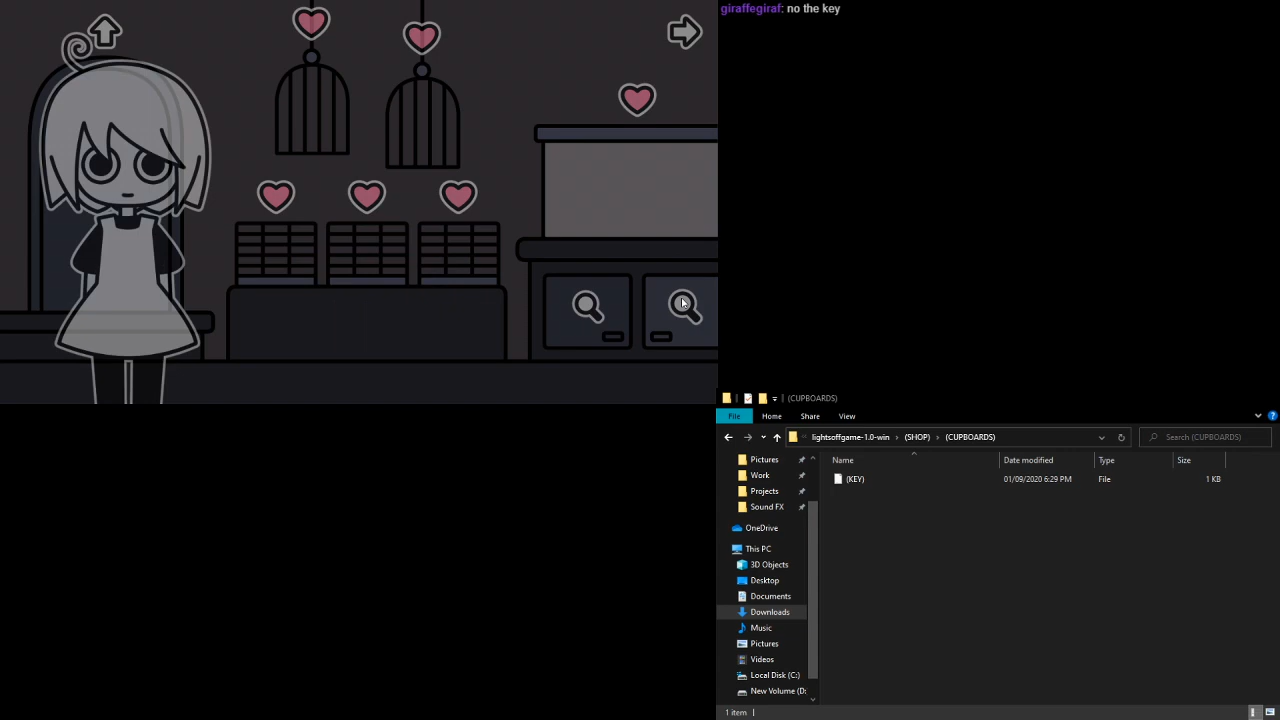 giraffegiraf: no the key
(CUPBOARDS)
File Home Share View
lightsoffgame-1.0-win > (SHOP) > (CUPBOARDS)
Search (CUPBOARDS)
Name Date modified Type Size
(KEY) 01/09/2020 6:29 PM File 1 KB
Pictures
Work
Projects
Sound FX
OneDrive
This PC
3D Objects
Desktop
Documents
Downloads
Music
Pictures
Videos
Local Disk (C:)
New Volume (D:
1 item